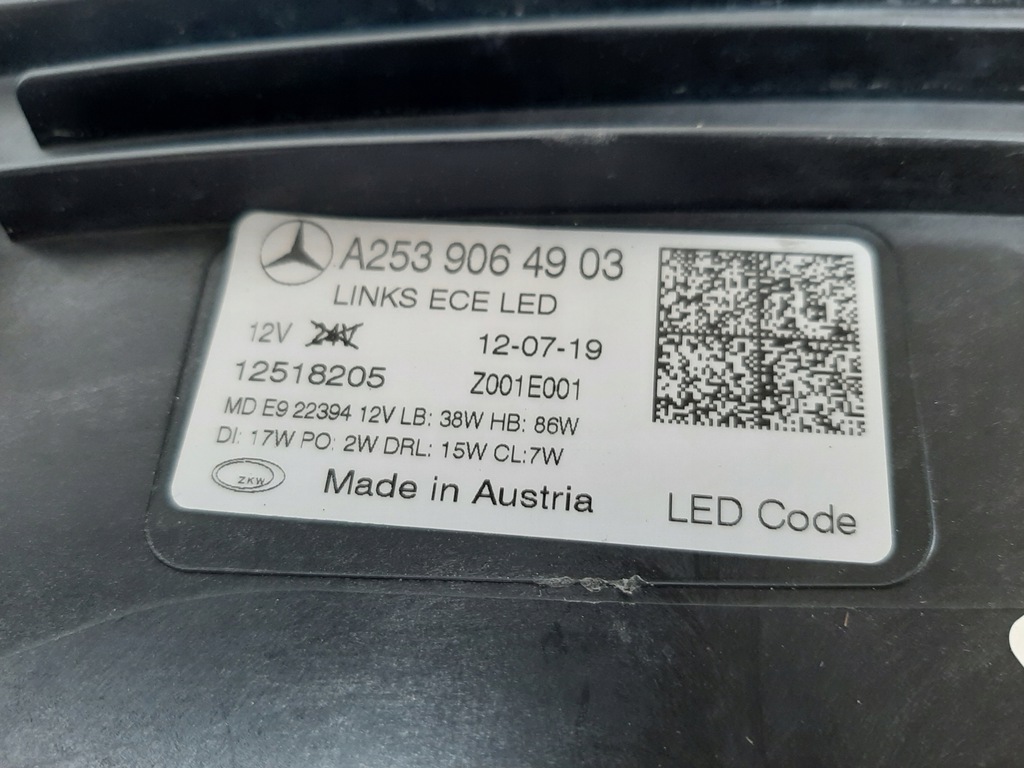 A253 906 49 03
LINKS ECE LED
12V 24V 12-07-19
12518205 Z001E001
MD E9 22394 12V LB: 38W HB: 86W
DI: 17W PO: 2W DRL: 15W CL:7W
ZKW Made in Austria
LED Code